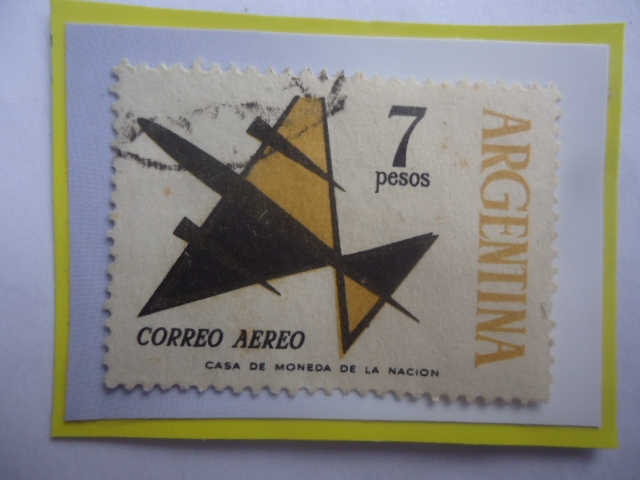 7
pesos
ARGENTINA
CORREO AEREO
CASA DE MONEDA DE LA NACION